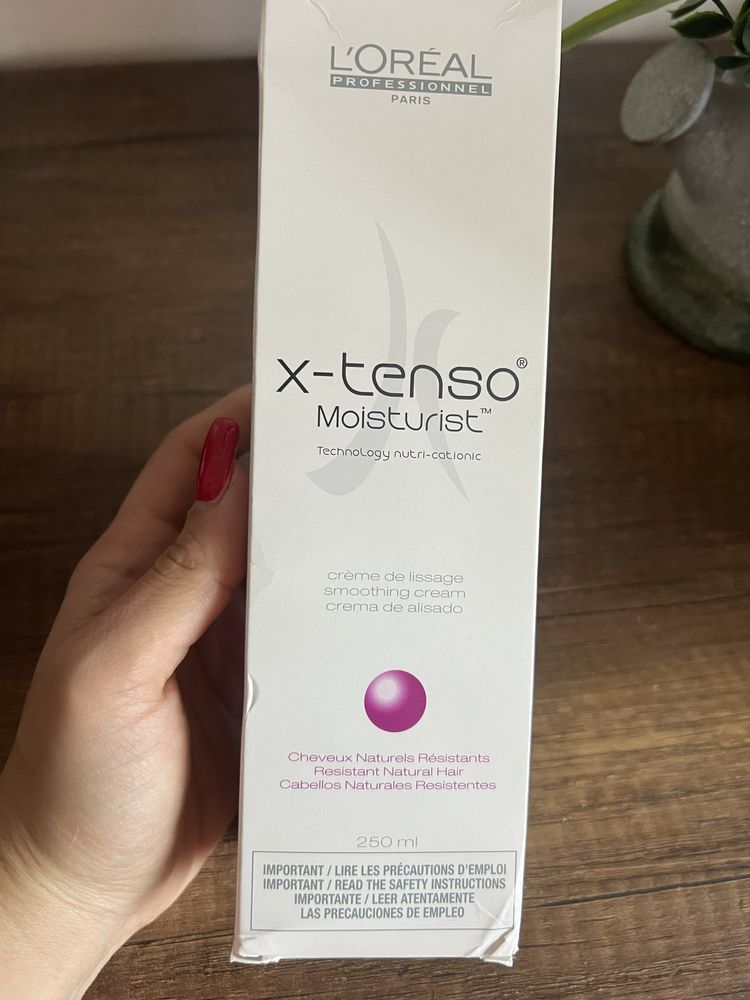 L'ORÉAL
PROFESSIONNEL
PARIS
x-tenso®
Moisturist™
Technology nutri-cationic
crème de lissage
smoothing cream
crema de alisado
Cheveux Naturels Résistants
Resistant Natural Hair
Cabellos Naturales Resistentes
250 ml
IMPORTANT / LIRE LES PRÉCAUTIONS D'EMPLOI
IMPORTANT / READ THE SAFETY INSTRUCTIONS
IMPORTANTE / LEER ATENTAMENTE
LAS PRECAUCIONES DE EMPLEO